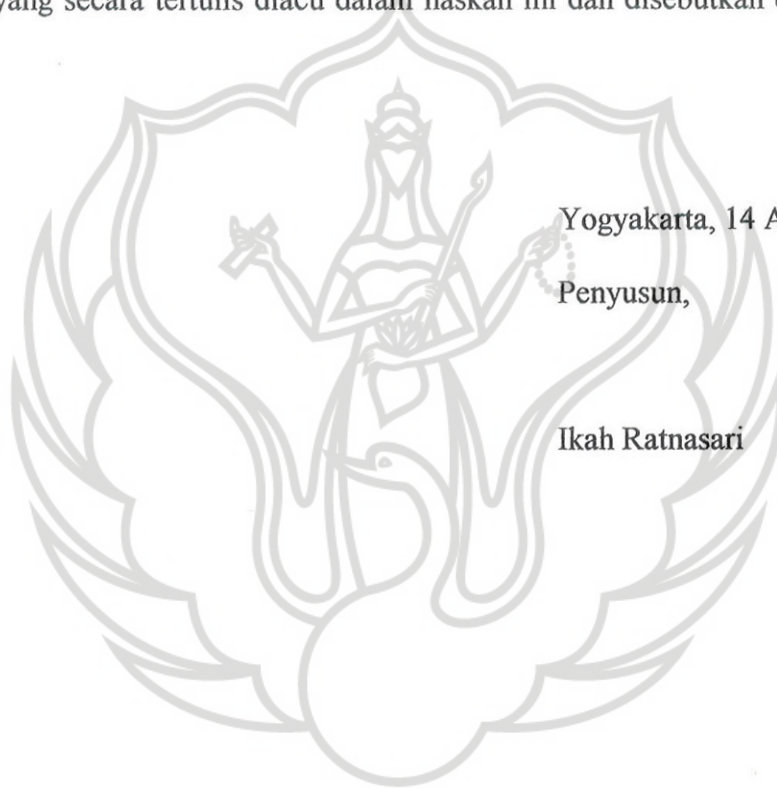 yang secara tertulis diacu dalam naskah ini dan disebutkan
Yogyakarta, 14 A
Penyusun,
Ikah Ratnasari